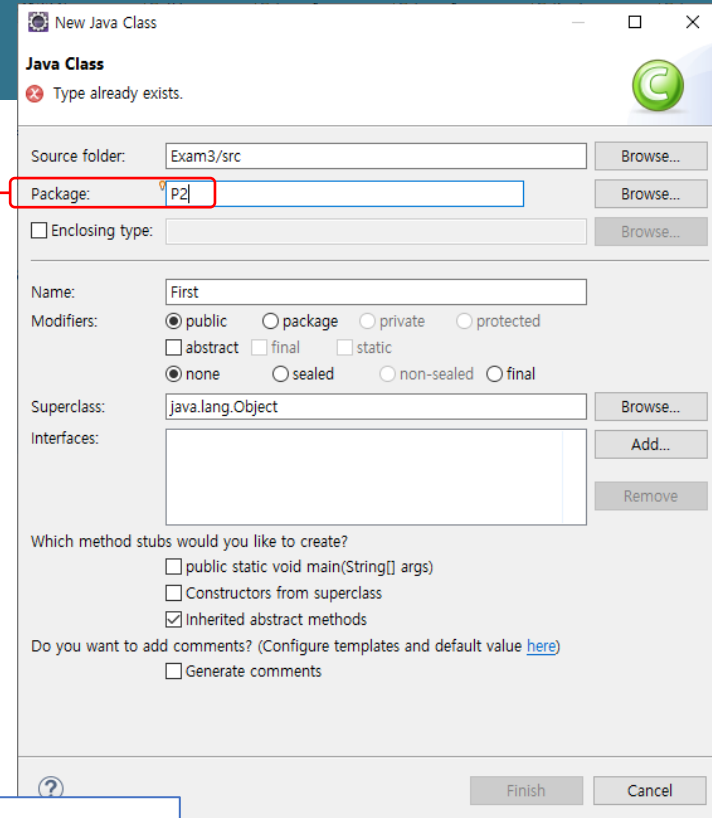 New Java Class
Java Class
Type already exists.
Source folder: Exam3/src Browse...
Package: P2 Browse...
Enclosing type: Browse...
Name: First
Modifiers: public package private protected
abstract final static
none sealed non-sealed final
Superclass: java.lang.Object Browse...
Interfaces: Add...
Remove
Which method stubs would you like to create?
public static void main(String[] args)
Constructors from superclass
Inherited abstract methods
Do you want to add comments? (Configure templates and default value here)
Generate comments
? Finish Cancel